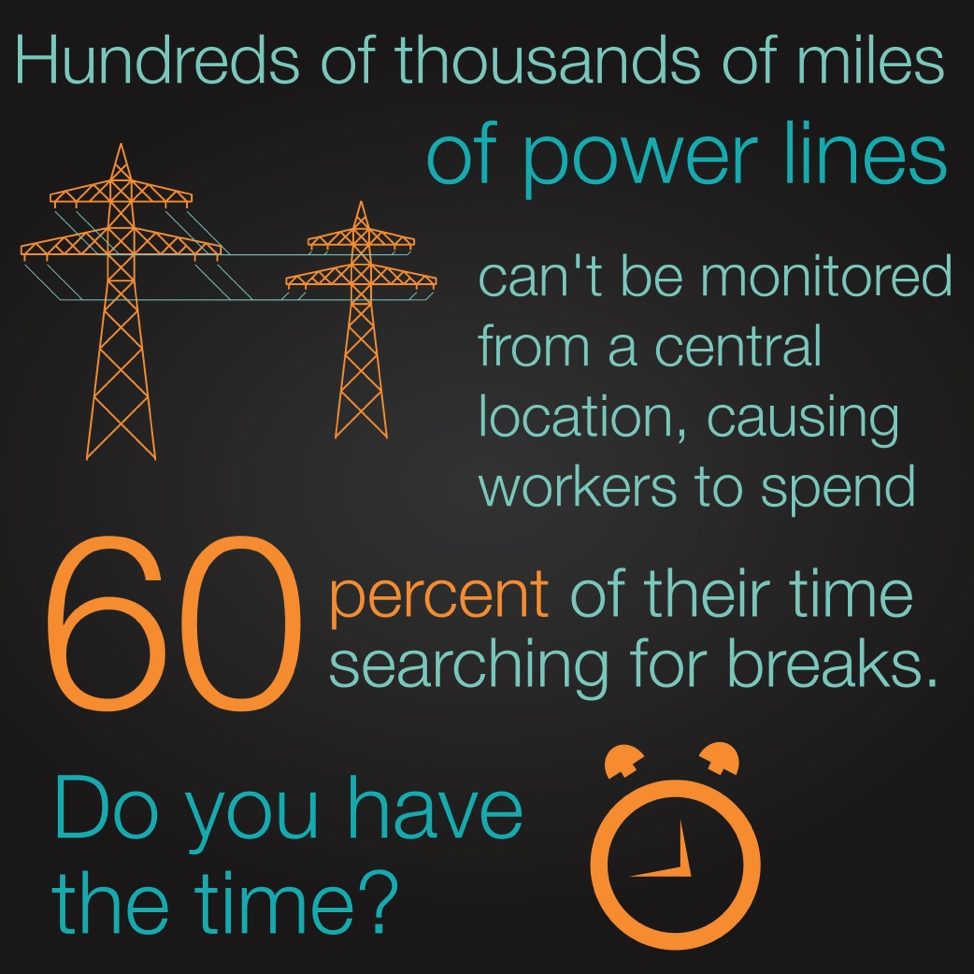 Hundreds of thousands of miles
of power lines
can't be monitored
from a central
location, causing
workers to spend
60 percent of their time
searching for breaks.
Do you have
the time?